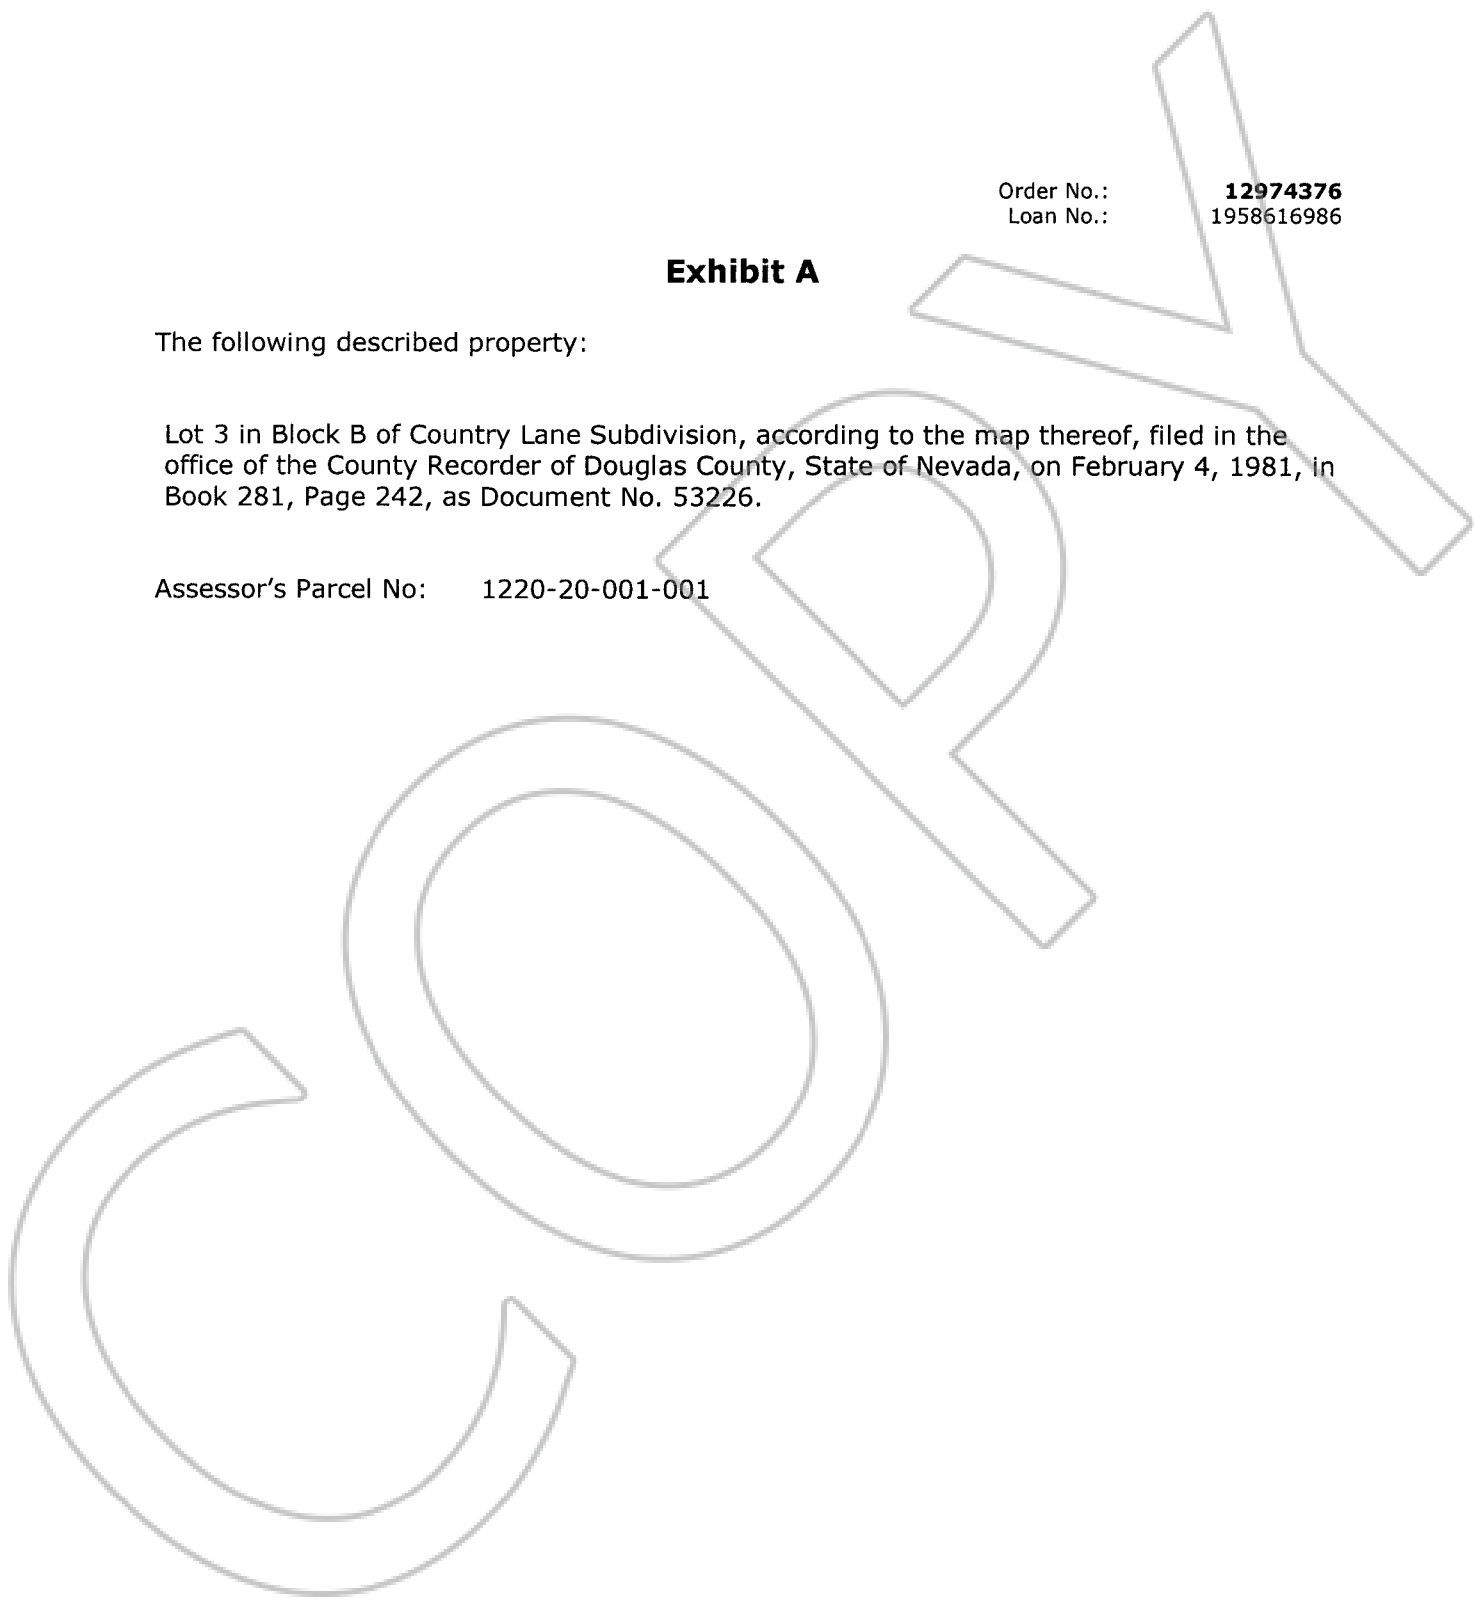 Order No.: 12974376
Loan No.: 1958616986
Exhibit A
The following described property:
Lot 3 in Block B of Country Lane Subdivision, according to the map thereof, filed in the
office of the County Recorder of Douglas County, State of Nevada, on February 4, 1981, in
Book 281, Page 242, as Document No. 53226.
Assessor’s Parcel No: 1220-20-001-001
COPY